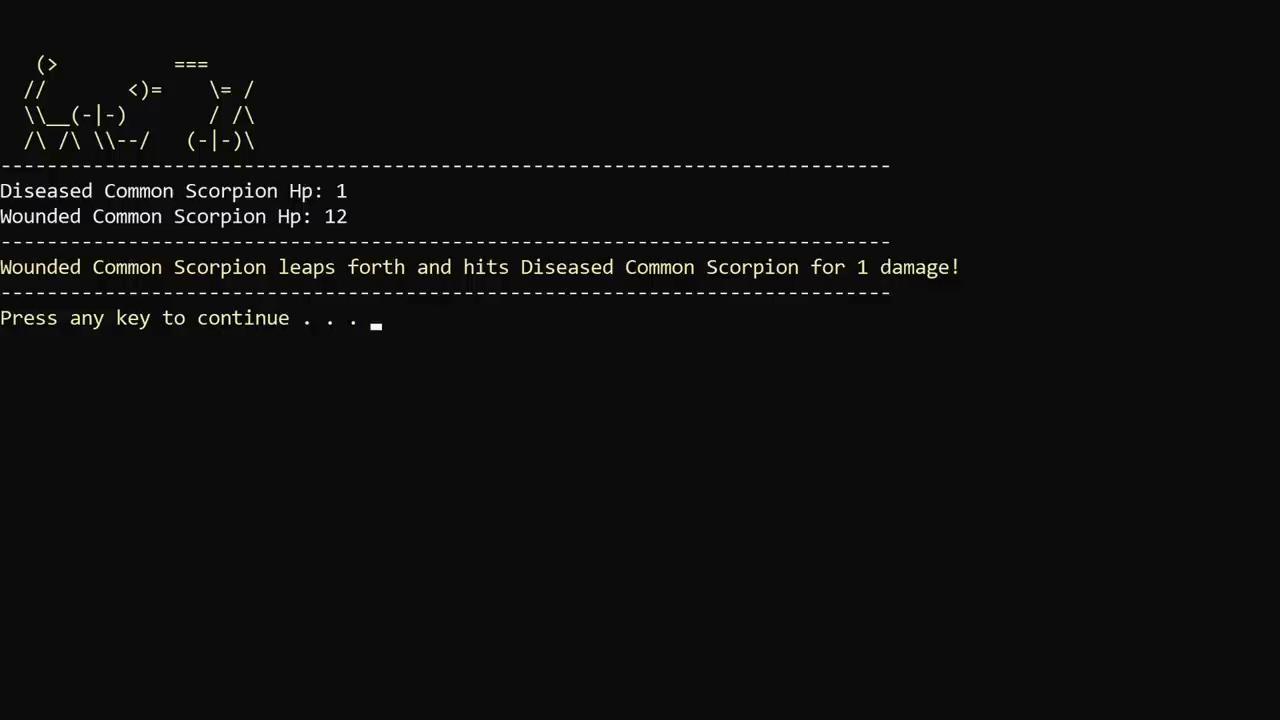 (>          ===
  //       <)=    \= /
  \\__(-|-)       / /\
  /\ /\ \\--/   (-|-)\
-----------------------------------------------------------------------------
Diseased Common Scorpion Hp: 1
Wounded Common Scorpion Hp: 12
-----------------------------------------------------------------------------
Wounded Common Scorpion leaps forth and hits Diseased Common Scorpion for 1 damage!
-----------------------------------------------------------------------------
Press any key to continue . . .